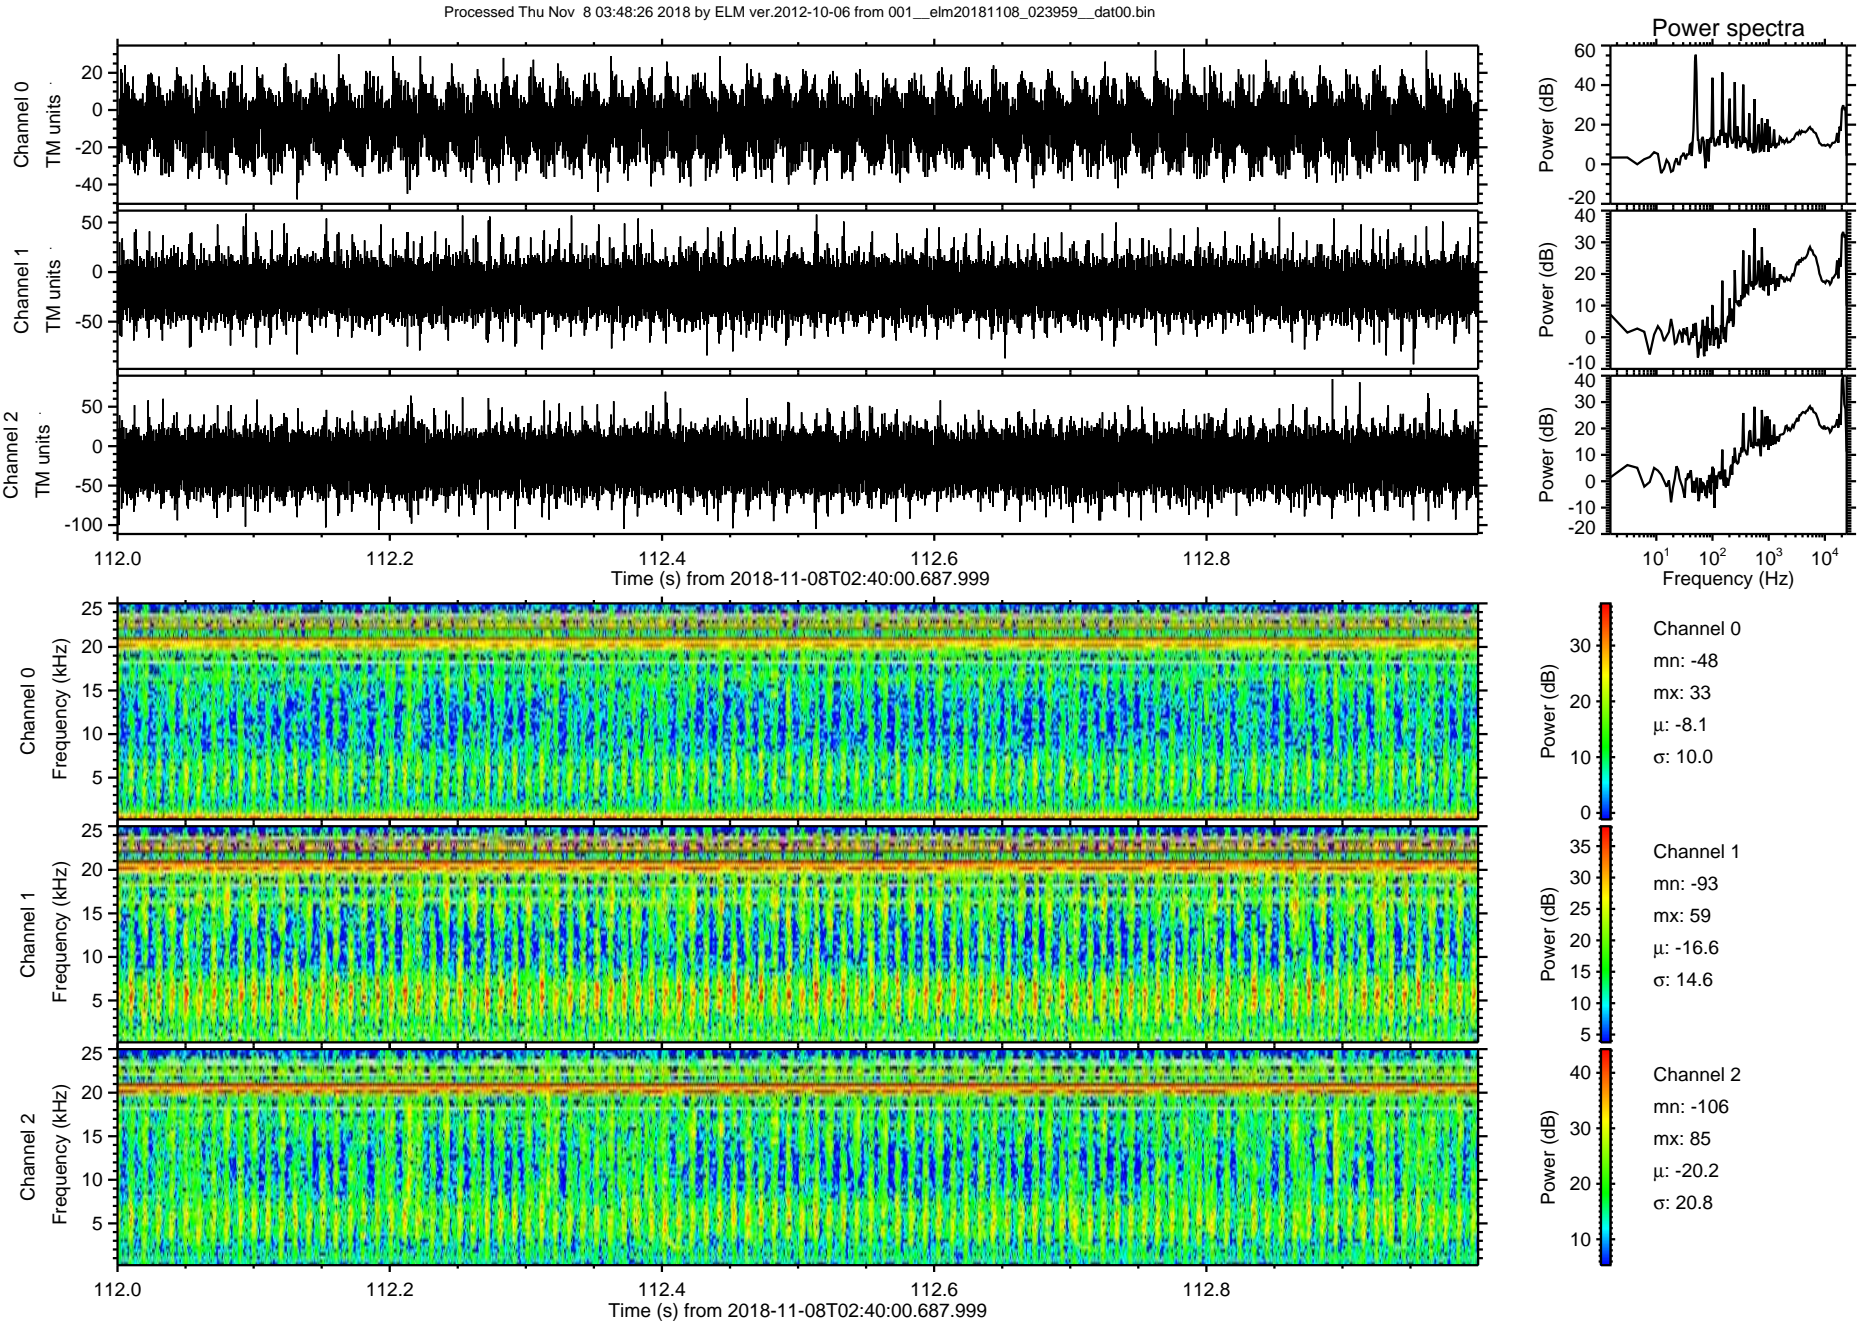 Processed Thu Nov  8 03:48:26 2018 by ELM ver.2012-10-06 from 001__elm20181108_023959__dat00.bin
Power spectra
Channel 0
TM units
20
0
-20
-40
Power (dB)
60
40
20
0
-20
Channel 1
TM units
50
0
-50
Power (dB)
40
30
20
10
0
-10
Channel 2
TM units
50
0
-50
-100
Power (dB)
40
30
20
10
0
-10
-20
112.0 112.2 112.4 112.6 112.8
Time (s) from 2018-11-08T02:40:00.687.999
10^1 10^2 10^3 10^4
Frequency (Hz)
Channel 0
Frequency (kHz)
25
20
15
10
5
Power (dB)
30
20
10
0
Channel 0
mn: -48
mx: 33
μ: -8.1
σ: 10.0
Channel 1
Frequency (kHz)
25
20
15
10
5
Power (dB)
35
30
25
20
15
10
5
Channel 1
mn: -93
mx: 59
μ: -16.6
σ: 14.6
Channel 2
Frequency (kHz)
25
20
15
10
5
Power (dB)
40
30
20
10
Channel 2
mn: -106
mx: 85
μ: -20.2
σ: 20.8
112.0 112.2 112.4 112.6 112.8
Time (s) from 2018-11-08T02:40:00.687.999